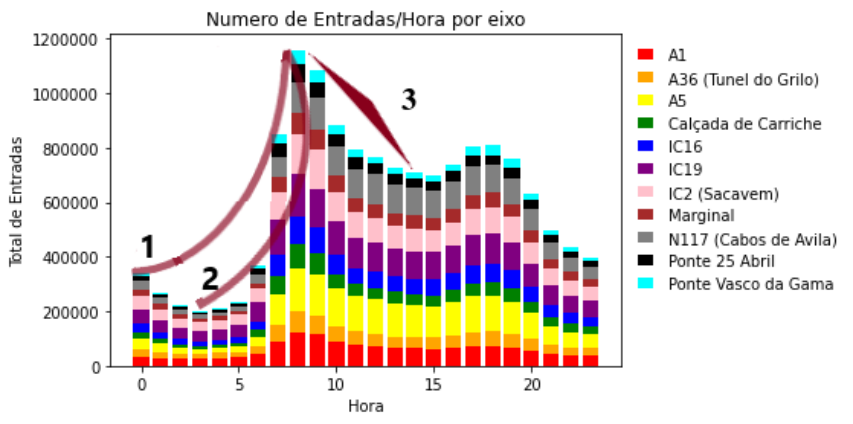 Numero de Entradas/Hora por eixo
Total de Entradas
1200000
1000000
800000
600000
400000
200000
0
1
2
3
0 5 10 15 20
Hora
A1
A36 (Tunel do Grilo)
A5
Calçada de Carriche
IC16
IC19
IC2 (Sacavem)
Marginal
N117 (Cabos de Avila)
Ponte 25 Abril
Ponte Vasco da Gama